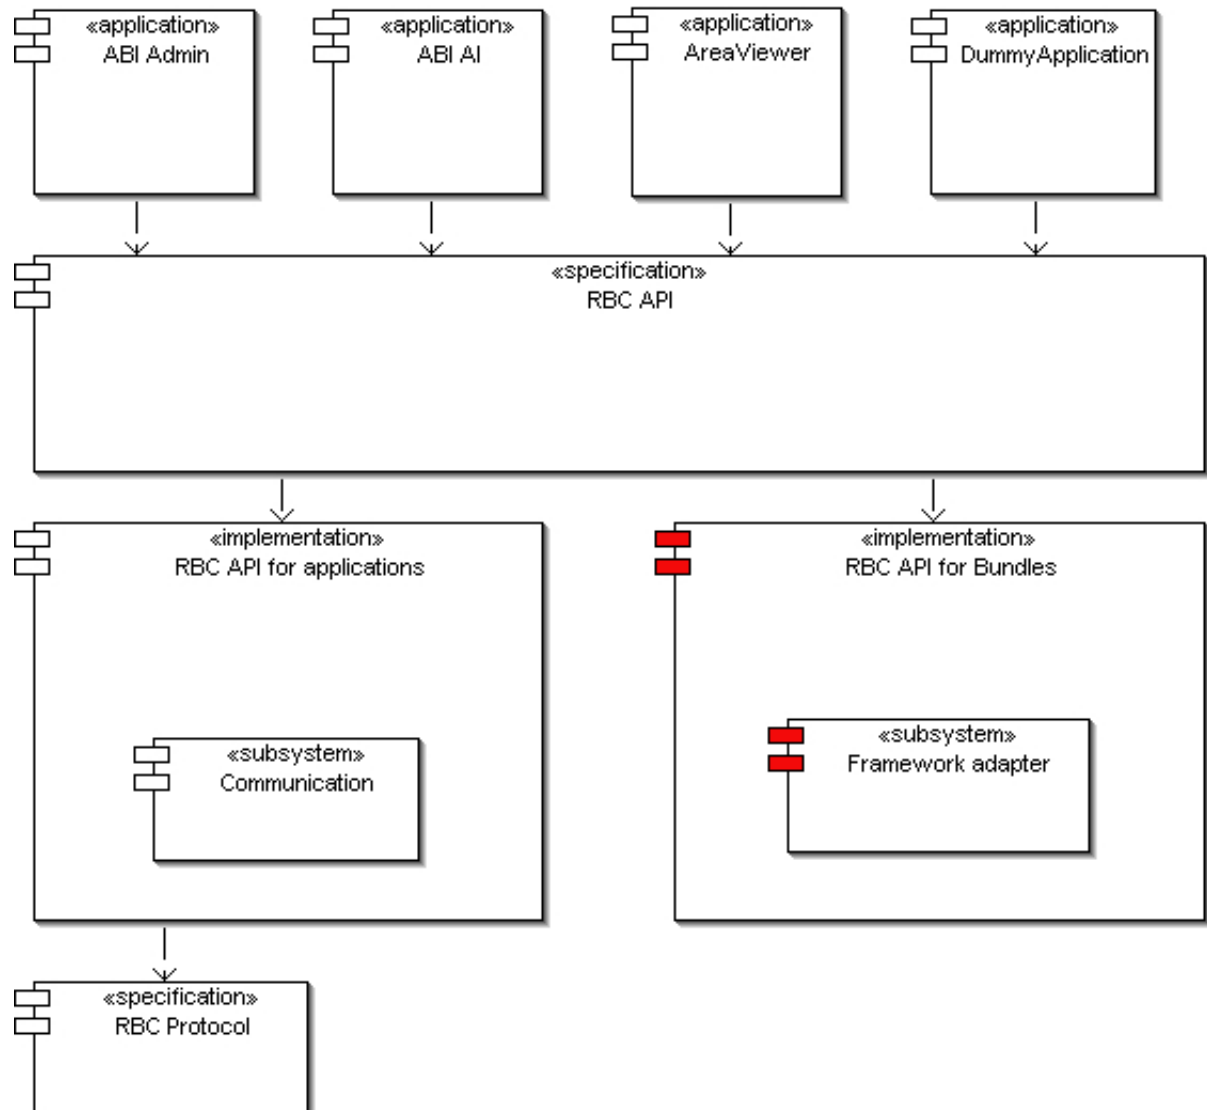 «application»
ABI Admin
«application»
ABI AI
«application»
AreaViewer
«application»
DummyApplication
«specification»
RBC API
«implementation»
RBC API for applications
«implementation»
RBC API for Bundles
«subsystem»
Communication
«subsystem»
Framework adapter
«specification»
RBC Protocol